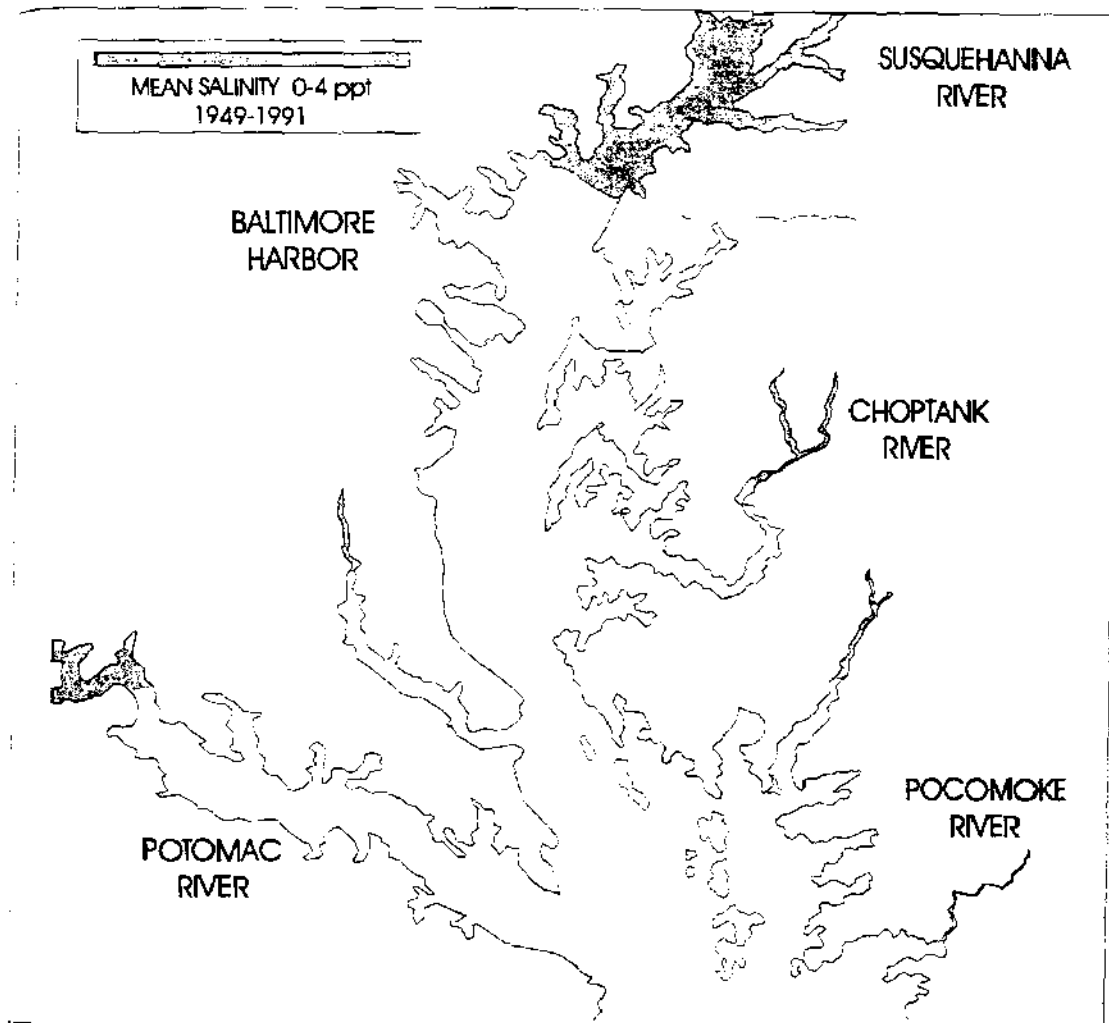 MEAN SALINITY 0-4 ppt
1949-1991
SUSQUEHANNA
RIVER
BALTIMORE
HARBOR
CHOPTANK
RIVER
POTOMAC
RIVER
POCOMOKE
RIVER